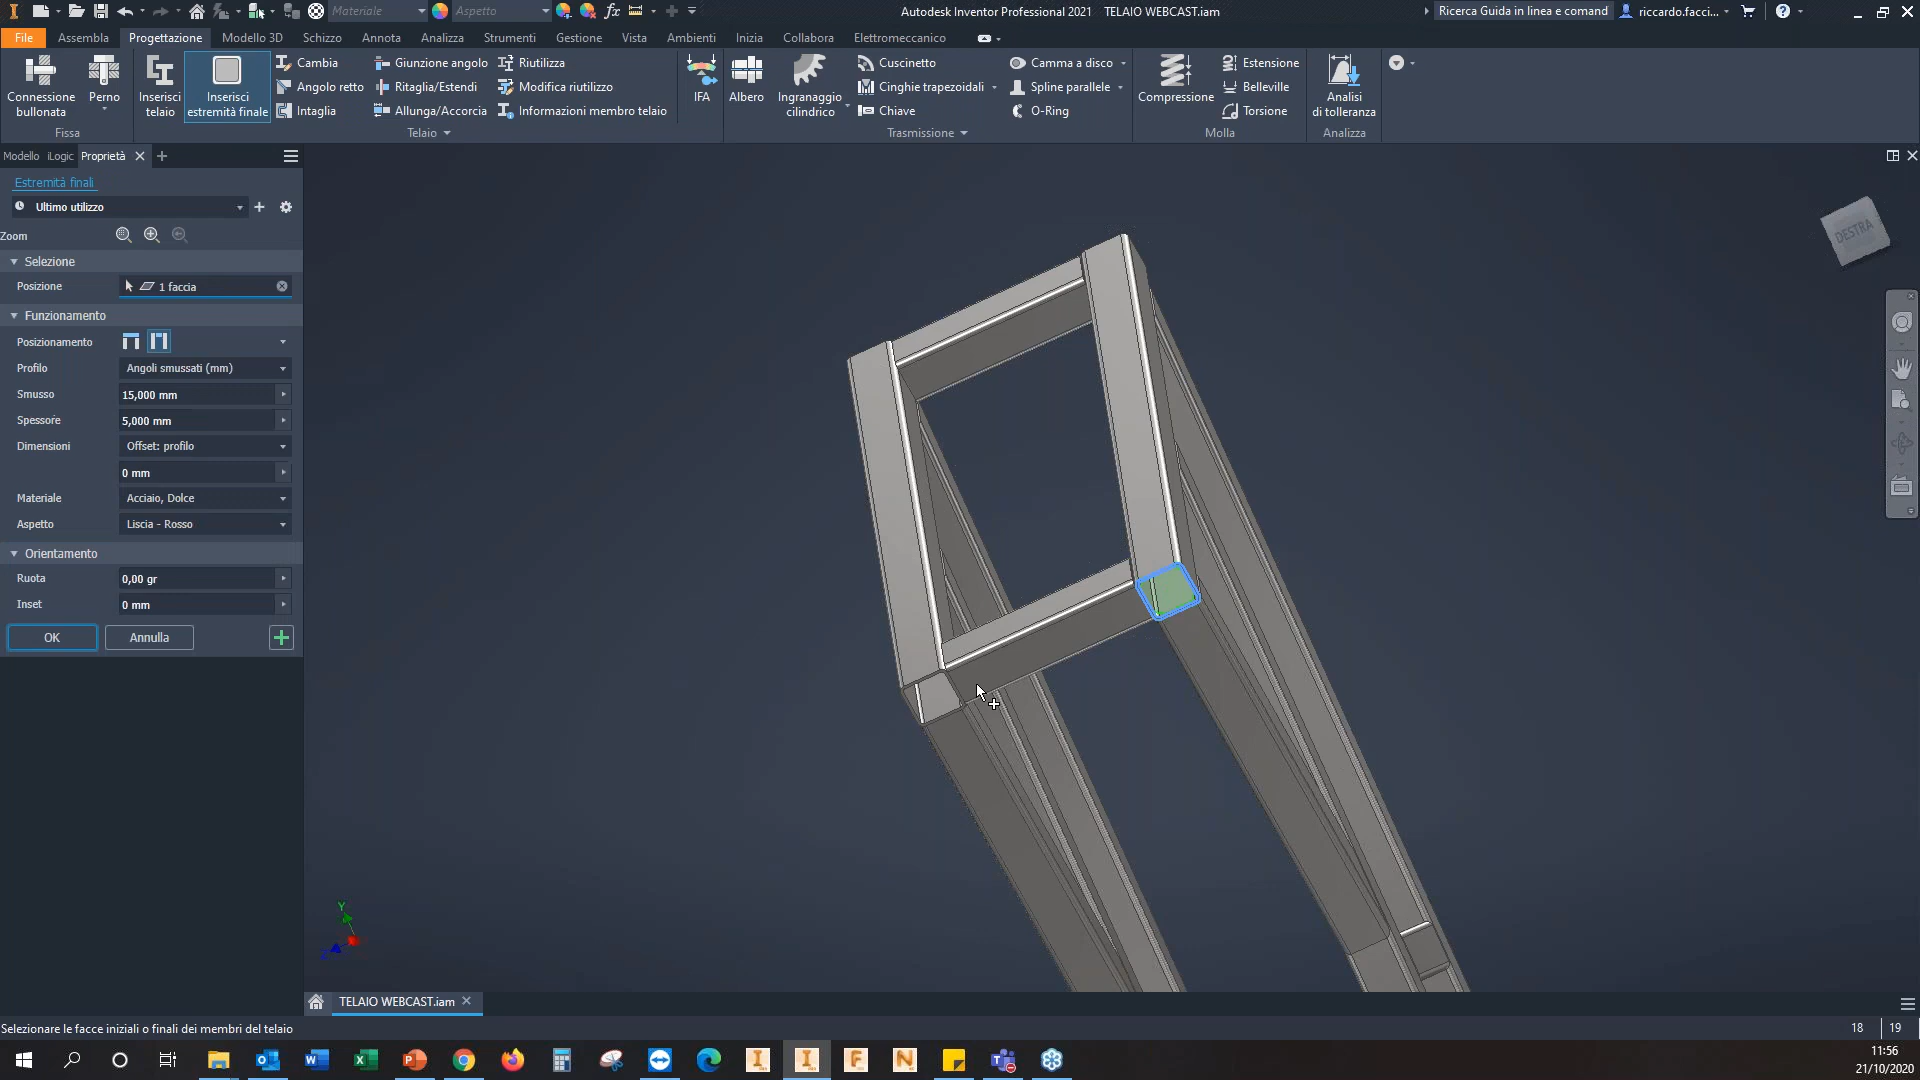 Materiale
Aspetto
fx
Autodesk Inventor Professional 2021 TELAIO WEBCAST.iam
Ricerca Guida in linea e comand
riccardo.facci...
File
Assembla
Progettazione
Modello 3D
Schizzo
Annota
Analizza
Strumenti
Gestione
Vista
Ambienti
Inizia
Collabora
Elettromeccanico
Connessione
bullonata
Perno
Fissa
Inserisci
telaio
Inserisci
estremità finale
Cambia
Angolo retto
Intaglia
Giunzione angolo
Ritaglia/Estendi
Allunga/Accorcia
Riutilizza
Modifica riutilizzo
Informazioni membro telaio
Telaio
IFA
Albero
Ingranaggio
cilindrico
Cuscinetto
Cinghie trapezoidali
Chiave
Camma a disco
Spline parallele
O-Ring
Trasmissione
Compressione
Estensione
Belleville
Torsione
Molla
Analisi
di tolleranza
Analizza
Modello
iLogic
Proprietà
Estremità finali
Ultimo utilizzo
Zoom
Selezione
Posizione
1 faccia
Funzionamento
Posizionamento
Profilo
Angoli smussati (mm)
Smusso
15,000 mm
Spessore
5,000 mm
Dimensioni
Offset: profilo
0 mm
Materiale
Acciaio, Dolce
Aspetto
Liscia - Rosso
Orientamento
Ruota
0,00 gr
Inset
0 mm
OK
Annulla
DESTRA
Y
Z
TELAIO WEBCAST.iam
Selezionare le facce iniziali o finali dei membri del telaio
18
19
11:56
21/10/2020